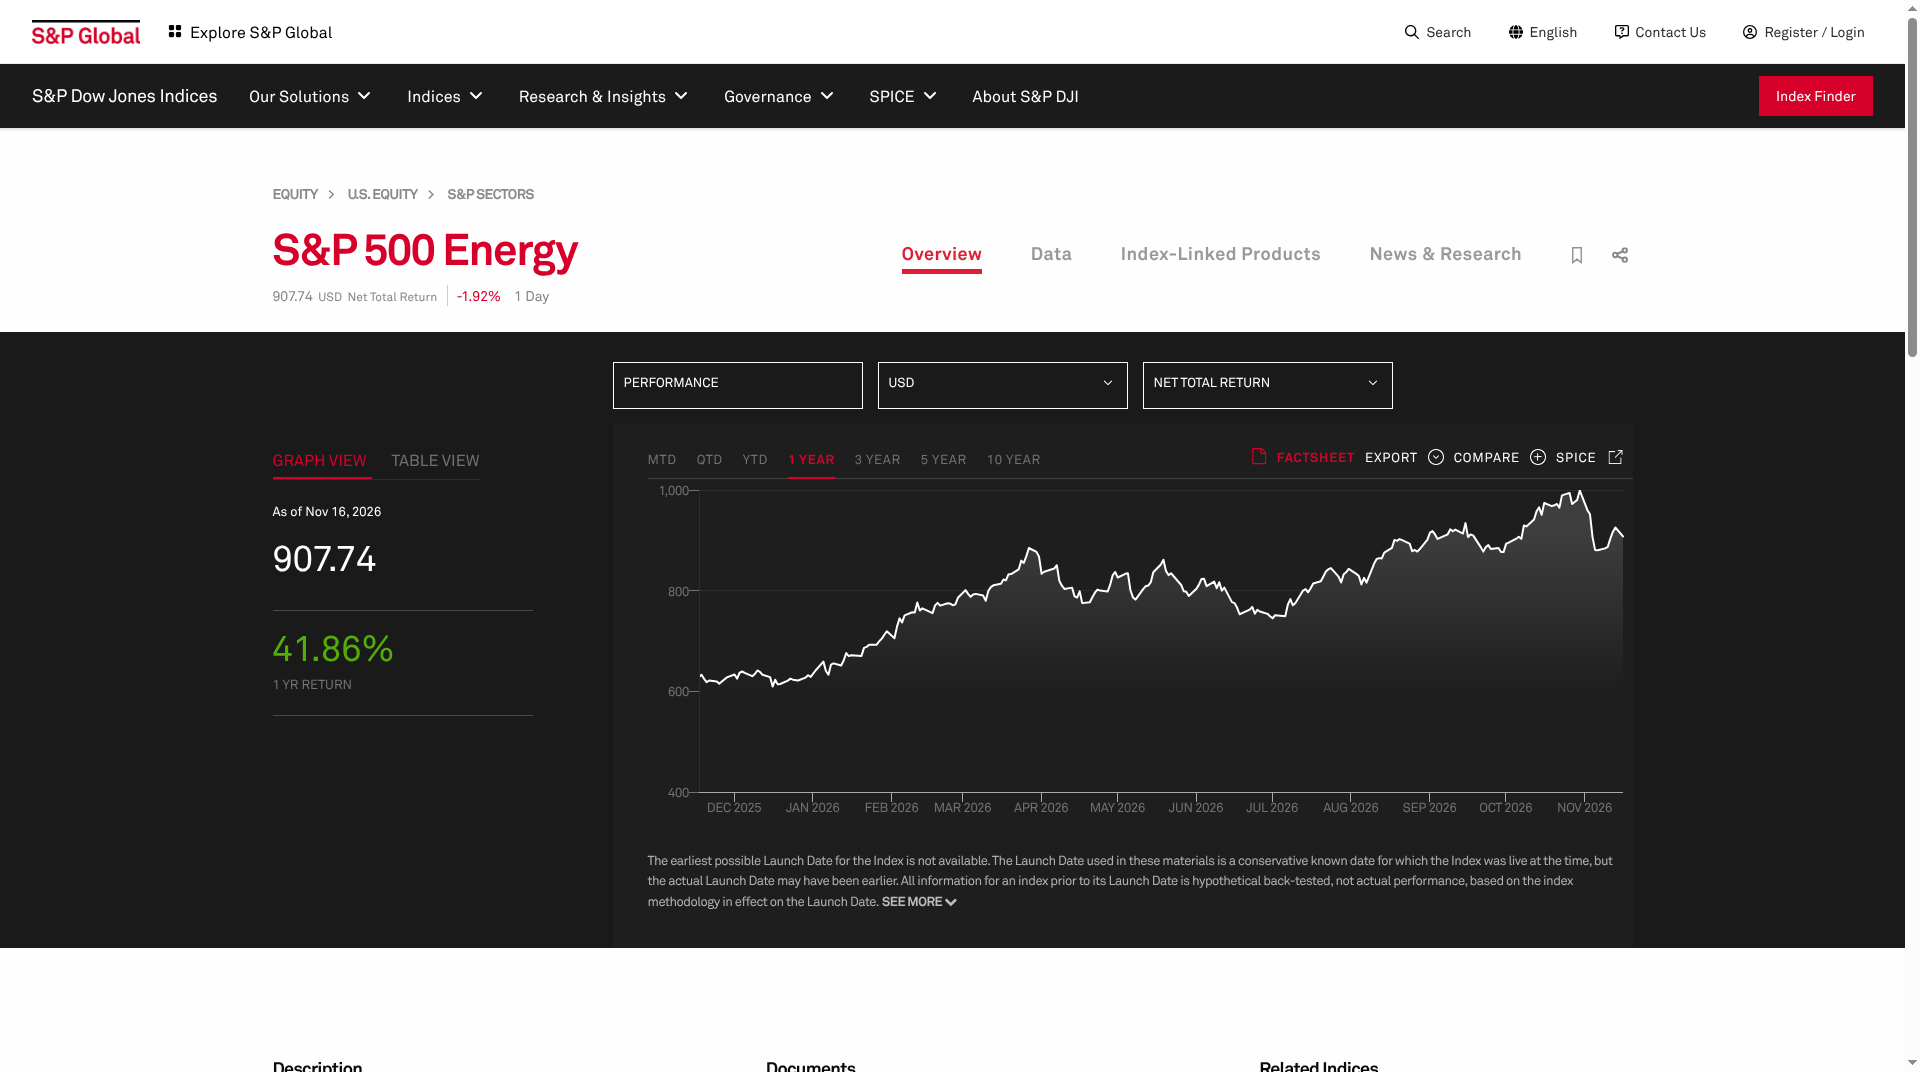 S&P Global
Explore S&P Global
Search
English
Contact Us
Register / Login
S&P Dow Jones Indices
Our Solutions
Indices
Research & Insights
Governance
SPICE
About S&P DJI
Index Finder
EQUITY > U.S. EQUITY > S&P SECTORS
S&P 500 Energy
Overview
Data
Index-Linked Products
News & Research
907.74 USD Net Total Return -1.92% 1 Day
PERFORMANCE
USD
NET TOTAL RETURN
GRAPH VIEW
TABLE VIEW
As of Nov 16, 2026
907.74
41.86%
1 YR RETURN
MTD QTD YTD 1 YEAR 3 YEAR 5 YEAR 10 YEAR
FACTSHEET EXPORT COMPARE SPICE
1,000
800
600
400
DEC 2025 JAN 2026 FEB 2026 MAR 2026 APR 2026 MAY 2026 JUN 2026 JUL 2026 AUG 2026 SEP 2026 OCT 2026 NOV 2026
The earliest possible Launch Date for the Index is not available. The Launch Date used in these materials is a conservative known date for which the Index was live at the time, but
the actual Launch Date may have been earlier. All information for an index prior to its Launch Date is hypothetical back-tested, not actual performance, based on the index
methodology in effect on the Launch Date. SEE MORE
Description
Documents
Related Indices